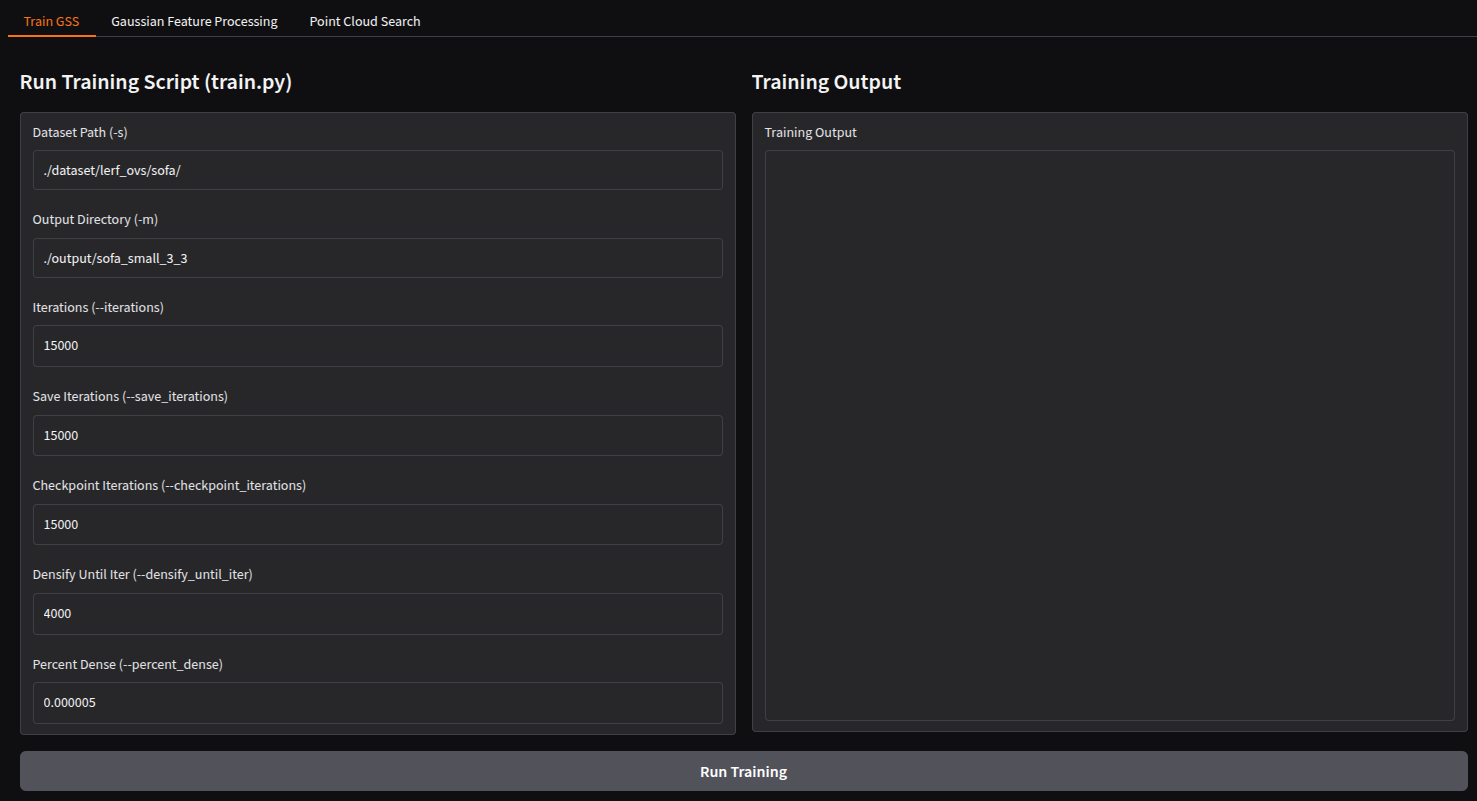 Train GSS
Gaussian Feature Processing
Point Cloud Search
Run Training Script (train.py)
Dataset Path (-s)
./dataset/lerf_ovs/sofa/
Output Directory (-m)
./output/sofa_small_3_3
Iterations (--iterations)
15000
Save Iterations (--save_iterations)
15000
Checkpoint Iterations (--checkpoint_iterations)
15000
Densify Until Iter (--densify_until_iter)
4000
Percent Dense (--percent_dense)
0.000005
Training Output
Training Output
Run Training